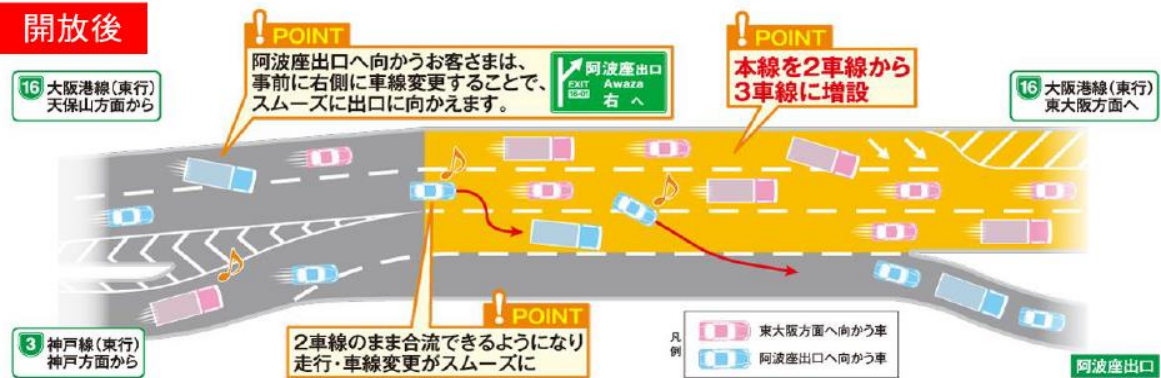 開放後
! POINT
阿波座出口へ向かうお客さまは、
事前に右側に車線変更することで、
スムーズに出口に向かえます。
阿波座出口
EXIT
16-01
Awaza
右 へ
! POINT
本線を2車線から
3車線に増設
16 大阪港線(東行)
天保山方面から
16 大阪港線(東行)
東大阪方面へ
3 神戸線(東行)
神戸方面から
! POINT
2車線のまま合流できるようになり
走行・車線変更がスムーズに
凡例
東大阪方面へ向かう車
阿波座出口へ向かう車
阿波座出口